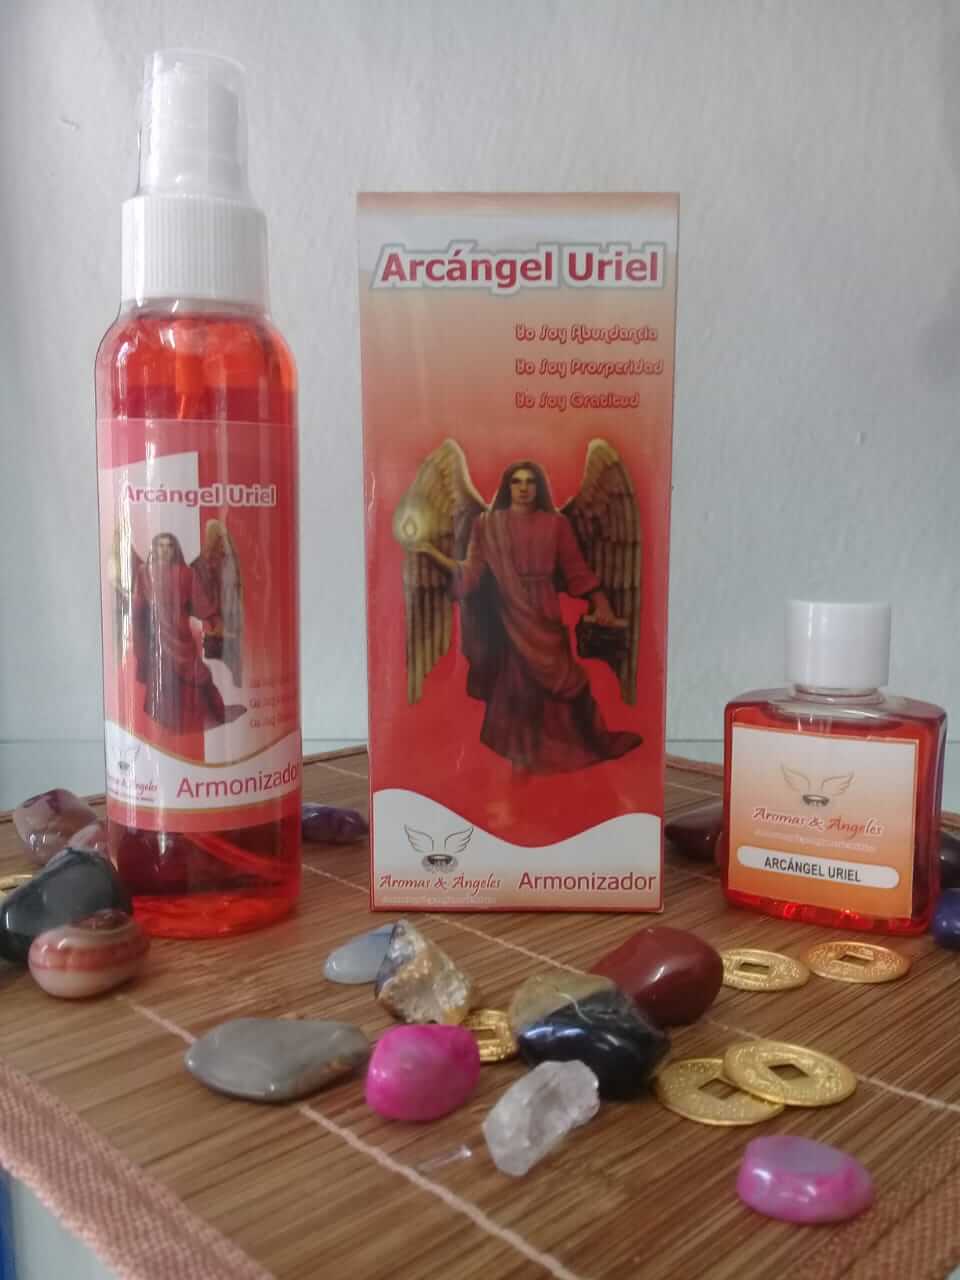 Arcángel Uriel
Armonizador
Arcángel Uriel
Yo Soy Abundancia
Yo Soy Prosperidad
Yo Soy Gratitud
Aromas & Ángeles
Armonizador
Aromas & Ángeles
ARCÁNGEL URIEL